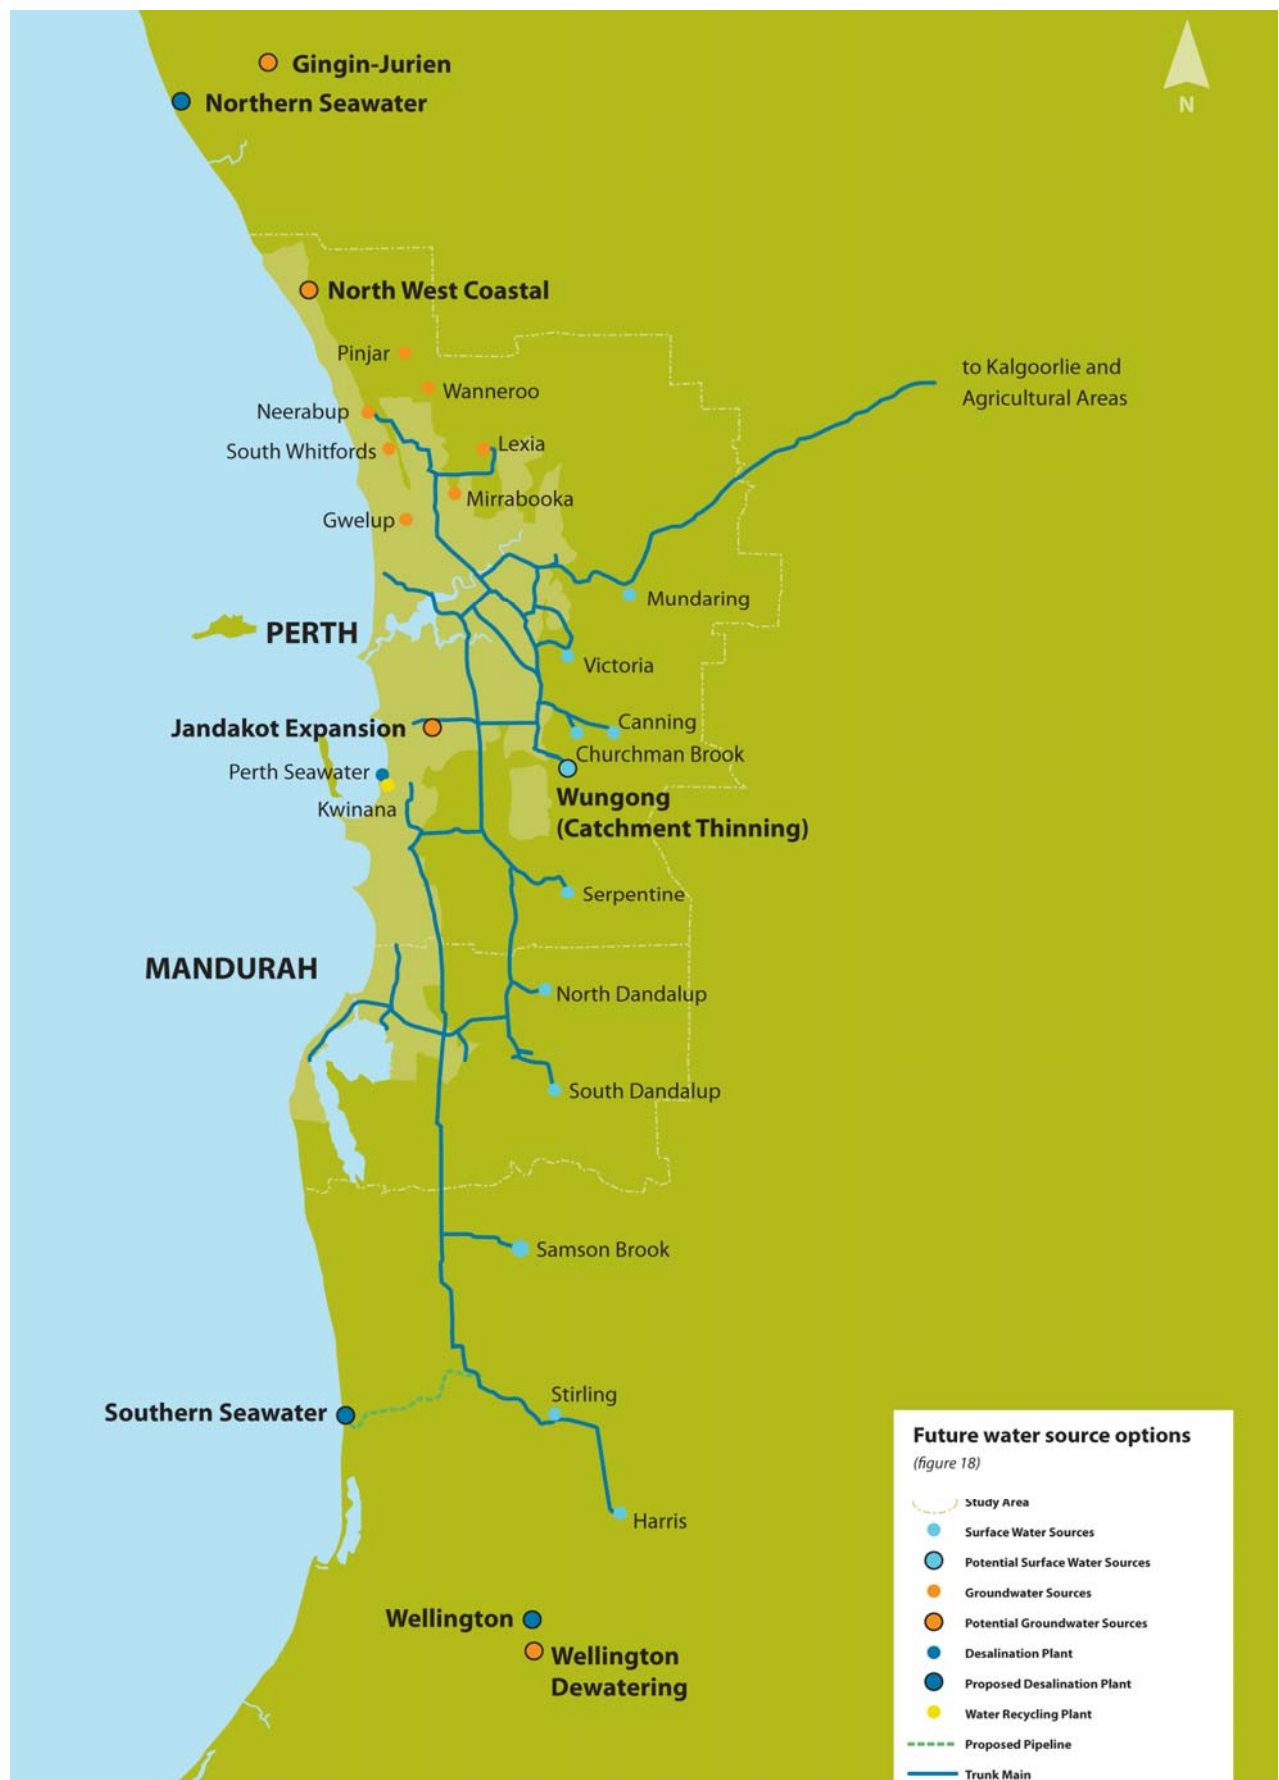 Gingin-Jurien
Northern Seawater
N
North West Coastal
Pinjar
Wanneroo
to Kalgoorlie and
Agricultural Areas
Neerabup
South Whitfords
Lexia
Mirrabooka
Gwelup
Mundaring
PERTH
Victoria
Jandakot Expansion
Canning
Churchman Brook
Perth Seawater
Kwinana
Wungong
(Catchment Thinning)
Serpentine
MANDURAH
North Dandalup
South Dandalup
Samson Brook
Stirling
Southern Seawater
Harris
Wellington
Wellington
Dewatering
Future water source options
(figure 18)
Study Area
Surface Water Sources
Potential Surface Water Sources
Groundwater Sources
Potential Groundwater Sources
Desalination Plant
Proposed Desalination Plant
Water Recycling Plant
Proposed Pipeline
Trunk Main